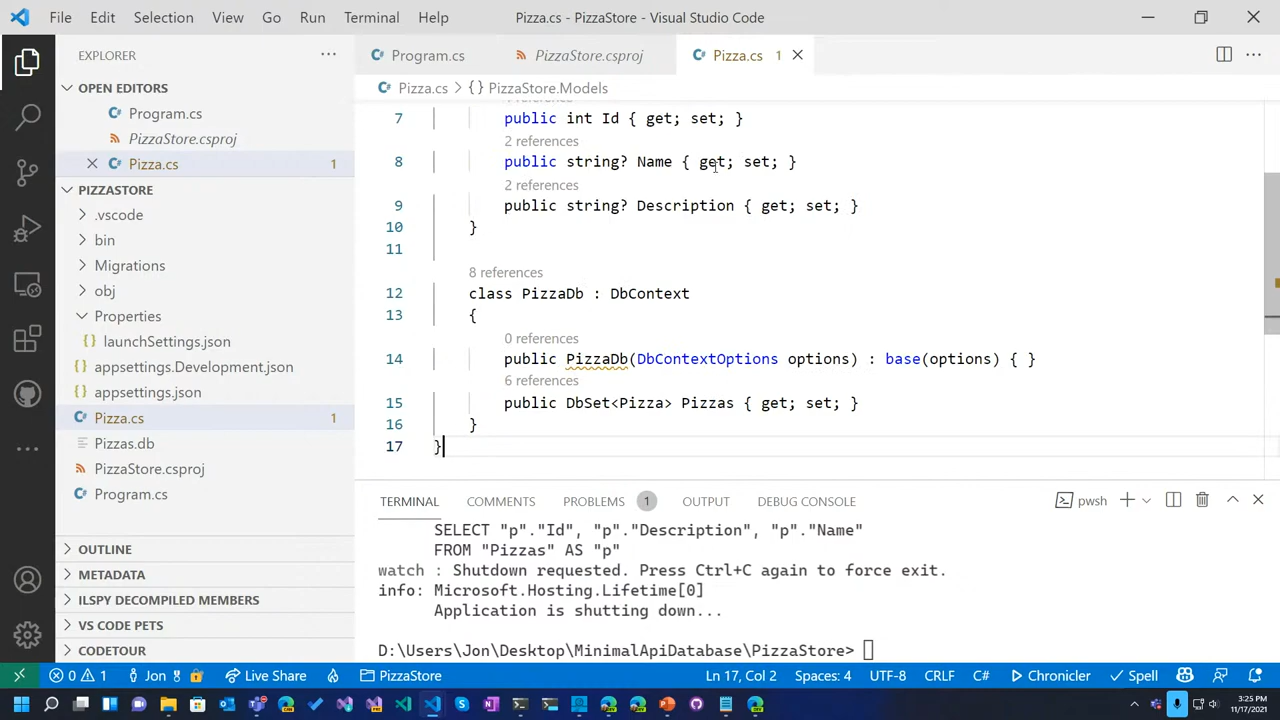 File Edit Selection View Go Run Terminal Help Pizza.cs - PizzaStore - Visual Studio Code
EXPLORER
OPEN EDITORS
Program.cs
PizzaStore.csproj
Pizza.cs
PIZZASTORE
.vscode
bin
Migrations
obj
Properties
launchSettings.json
appsettings.Development.json
appsettings.json
Pizza.cs 1
Pizzas.db
PizzaStore.csproj
Program.cs
OUTLINE
METADATA
ILSPY DECOMPILED MEMBERS
VS CODE PETS
CODETOUR
Program.cs PizzaStore.csproj Pizza.cs 1
Pizza.cs > {} PizzaStore.Models
7 public int Id { get; set; }
2 references
8 public string? Name { get; set; }
2 references
9 public string? Description { get; set; }
10 }
11
8 references
12 class PizzaDb : DbContext
13 {
0 references
14 public PizzaDb(DbContextOptions options) : base(options) { }
6 references
15 public DbSet<Pizza> Pizzas { get; set; }
16 }
17 }
TERMINAL COMMENTS PROBLEMS 1 OUTPUT DEBUG CONSOLE pwsh
SELECT "p"."Id", "p"."Description", "p"."Name"
FROM "Pizzas" AS "p"
watch : Shutdown requested. Press Ctrl+C again to force exit.
info: Microsoft.Hosting.Lifetime[0]
Application is shutting down...
D:\Users\Jon\Desktop\MinimalApiDatabase\PizzaStore>
0 1 Jon Live Share PizzaStore Ln 17, Col 2 Spaces: 4 UTF-8 CRLF C# Chronicler Spell
3:25 PM
11/17/2021